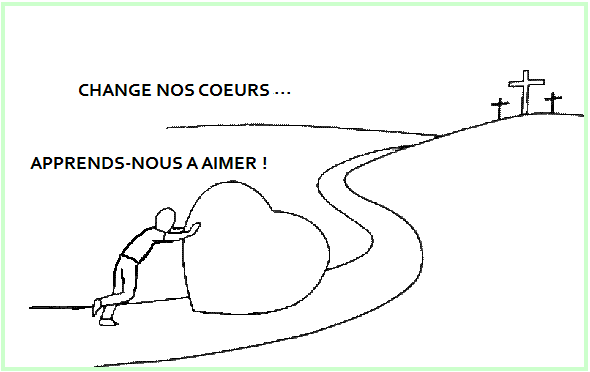 CHANGE NOS COEURS ...
APPRENDS-NOUS A AIMER !